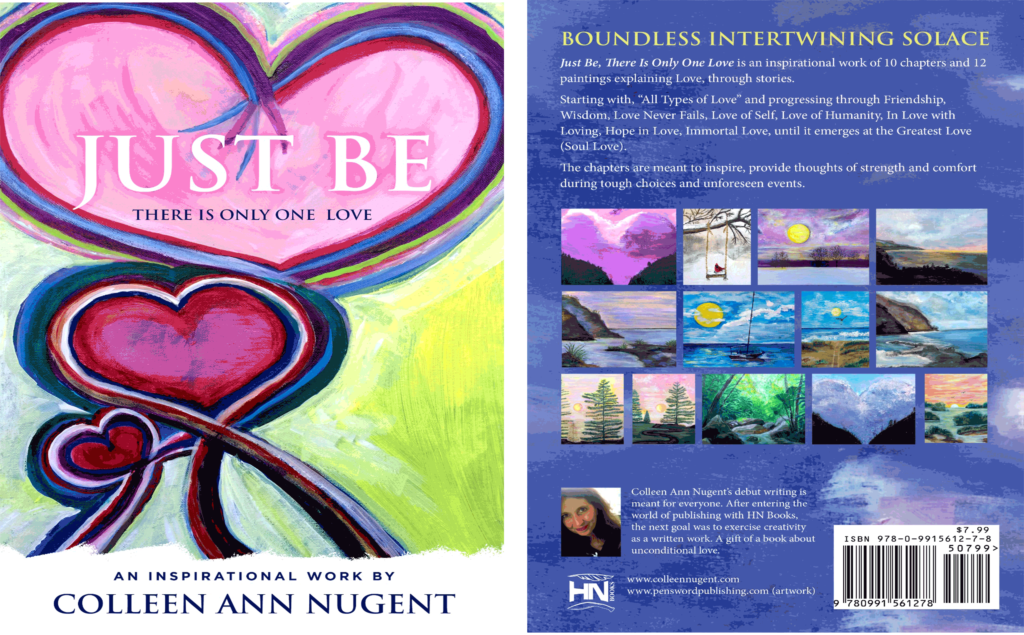 JUST BE
THERE IS ONLY ONE LOVE
AN INSPIRATIONAL WORK BY
COLLEEN ANN NUGENT
BOUNDLESS INTERTWINING SOLACE
Just Be, There Is Only One Love is an inspirational work of 10 chapters and 12
paintings explaining Love, through stories.
Starting with, “All Types of Love” and progressing through Friendship,
Wisdom, Love Never Fails, Love of Self, Love of Humanity, In Love with
Loving, Hope in Love, Immortal Love, until it emerges at the Greatest Love
(Soul Love).
The chapters are meant to inspire, provide thoughts of strength and comfort
during tough choices and unforeseen events.
Colleen Ann Nugent’s debut writing is
meant for everyone. After entering the
world of publishing with HN Books,
the next goal was to exercise creativity
as a written work. A gift of a book about
unconditional love.
HN BOOKS
www.colleennugent.com
www.penswordpublishing.com (artwork)
$7.99
ISBN 978-0-9915612-7-8
50799>
9 780991 561278